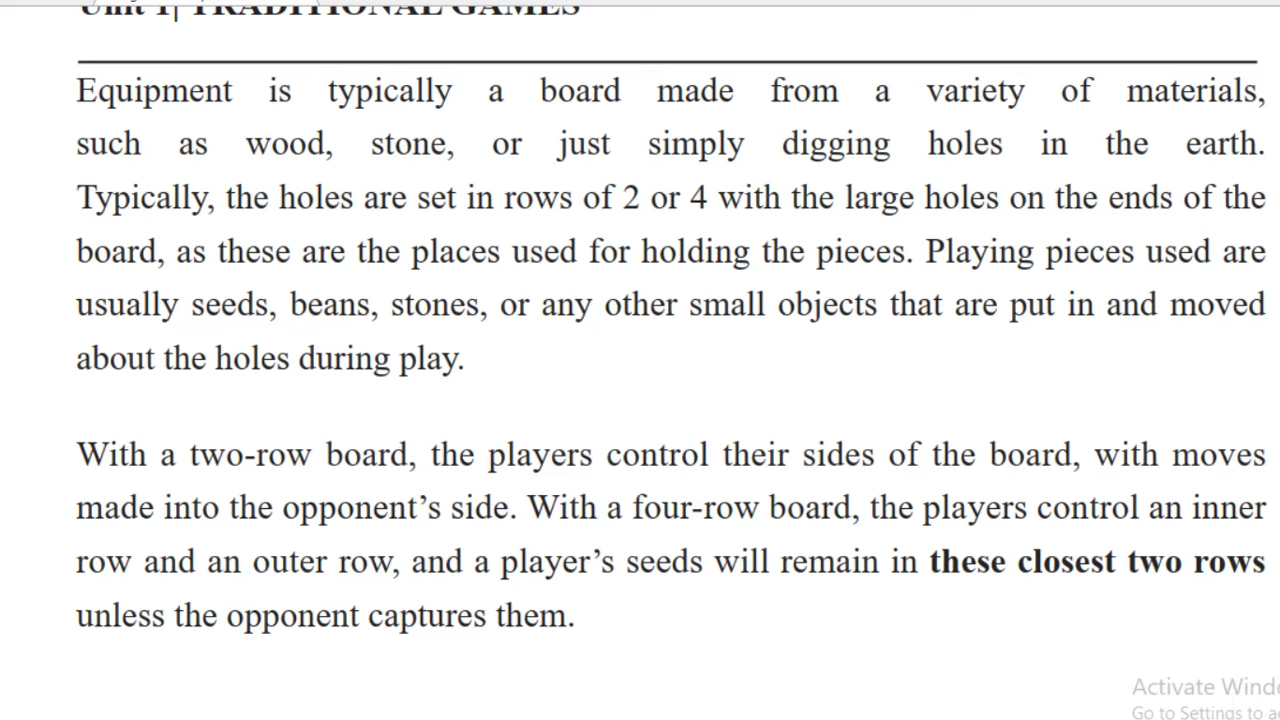 Unit 1| TRADITIONAL GAMES
Equipment is typically a board made from a variety of materials,
such as wood, stone, or just simply digging holes in the earth.
Typically, the holes are set in rows of 2 or 4 with the large holes on the ends of the
board, as these are the places used for holding the pieces. Playing pieces used are
usually seeds, beans, stones, or any other small objects that are put in and moved
about the holes during play.
With a two-row board, the players control their sides of the board, with moves
made into the opponent’s side. With a four-row board, the players control an inner
row and an outer row, and a player’s seeds will remain in these closest two rows
unless the opponent captures them.
Activate Windo
Go to Settings to a